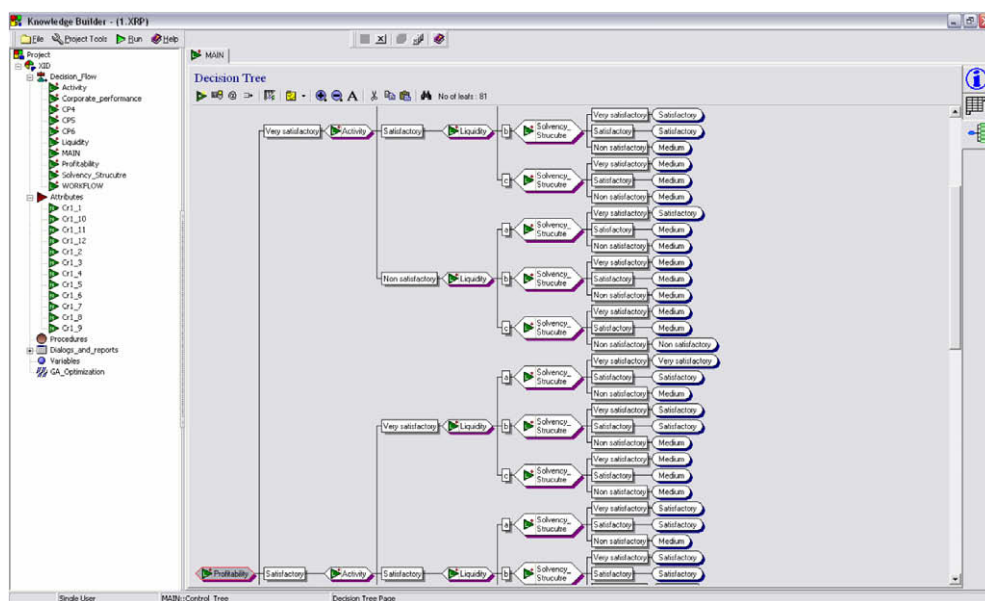 Knowledge Builder - (1.XRP)
File Project Tools Run Help
Project
XID
Decision_Flow
Activity
Corporate_performance
CP4
CP5
CP6
Liquidity
MAIN
Profitability
Solvency_Strucutre
WORKFLOW
Attributes
Cr1_1
Cr1_10
Cr1_11
Cr1_12
Cr1_2
Cr1_3
Cr1_4
Cr1_5
Cr1_6
Cr1_7
Cr1_8
Cr1_9
Procedures
Dialogs_and_reports
Variables
GA_Optimization
MAIN
Decision Tree
A No of leafs : 81
Very satisfactory Satisfactory
Very satisfactory Activity Satisfactory Liquidity b Solvency_ Strucutre Satisfactory Satisfactory
Non satisfactory Medium
Very satisfactory Medium
c Solvency_ Strucutre Satisfactory Medium
Non satisfactory Medium
Very satisfactory Satisfactory
a Solvency_ Strucutre Satisfactory Medium
Non satisfactory Medium
Very satisfactory Medium
Non satisfactory Liquidity b Solvency_ Strucutre Satisfactory Medium
Non satisfactory Medium
Very satisfactory Medium
c Solvency_ Strucutre Satisfactory Medium
Non satisfactory Non satisfactory
Very satisfactory Very satisfactory
a Solvency_ Strucutre Satisfactory Satisfactory
Non satisfactory Medium
Very satisfactory Satisfactory
Very satisfactory Liquidity b Solvency_ Strucutre Satisfactory Satisfactory
Non satisfactory Medium
Very satisfactory Medium
c Solvency_ Strucutre Satisfactory Medium
Non satisfactory Medium
Very satisfactory Satisfactory
a Solvency_ Strucutre Satisfactory Satisfactory
Non satisfactory Medium
Very satisfactory Satisfactory
Profitability Satisfactory Activity Satisfactory Liquidity b Solvency_ Strucutre Satisfactory Satisfactory
Single User MAIN::Control_Tree Decision Tree Page